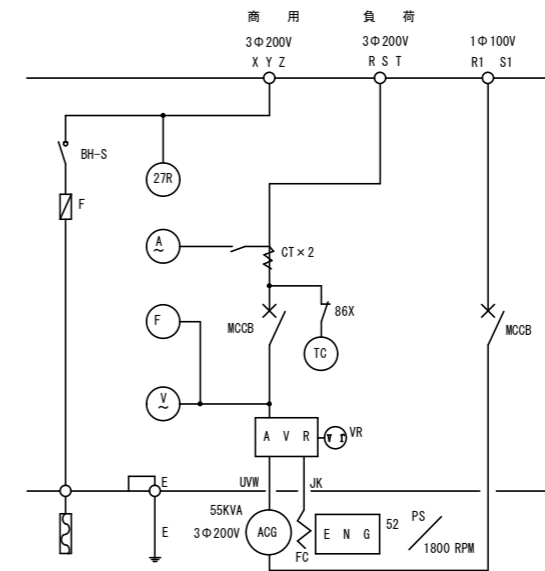 商 用 負 荷
3Φ200V 3Φ200V 1Φ100V
X Y Z R S T R1 S1
BH-S
27R
F
A
~
CT×2
F
MCCB
86X
MCCB
TC
V
~
A V R
VR
E
UVW
JK
55KVA
3Φ200V
E
ACG
FC
E N G
52 PS
1800 RPM